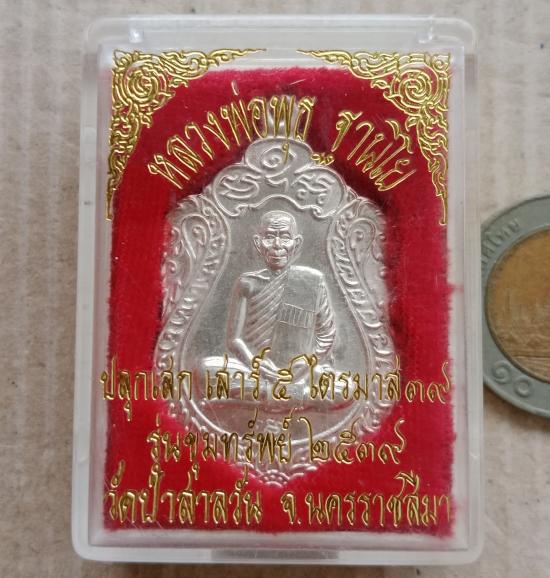 หลวงพ่อพุธ ฐานิโย
ปลุกเสก เสาร์ ๕ ไตรมาส๓๙
รุ่นขุมทรัพย์ ๒๕๓๙
วัดป่าสาลวัน จ.นครราชสีมา
๑๐